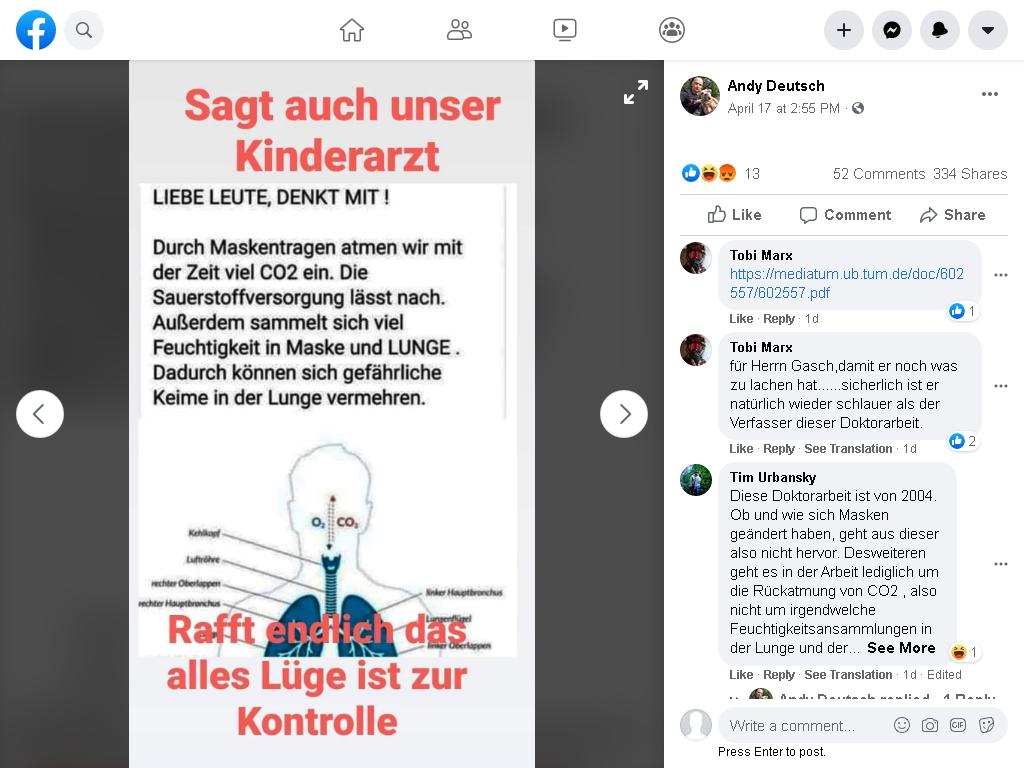 Sagt auch unser
Kinderarzt
LIEBE LEUTE, DENKT MIT !
Durch Maskentragen atmen wir mit
der Zeit viel CO2 ein. Die
Sauerstoffversorgung lässt nach.
Außerdem sammelt sich viel
Feuchtigkeit in Maske und LUNGE .
Dadurch können sich gefährliche
Keime in der Lunge vermehren.
O₂ CO₂
Kehlkopf
Luftröhre
rechter Oberlappen
rechter Hauptbronchus
linker Hauptbronchus
Lungenflügel
linker Oberlappen
Rafft endlich das
alles Lüge ist zur
Kontrolle
Andy Deutsch
April 17 at 2:55 PM ·
13
52 Comments 334 Shares
Like Comment Share
Tobi Marx
https://mediatum.ub.tum.de/doc/602
557/602557.pdf
1
Like · Reply · 1d
Tobi Marx
für Herrn Gasch,damit er noch was
zu lachen hat......sicherlich ist er
natürlich wieder schlauer als der
Verfasser dieser Doktorarbeit.
2
Like · Reply · See Translation · 1d
Tim Urbansky
Diese Doktorarbeit ist von 2004.
Ob und wie sich Masken
geändert haben, geht aus dieser
also nicht hervor. Desweiteren
geht es in der Arbeit lediglich um
die Rückatmung von CO2 , also
nicht um irgendwelche
Feuchtigkeitsansammlungen in
der Lunge und der... See More
1
Like · Reply · See Translation · 1d · Edited
Andy Deutsch replied · 1 Reply
Write a comment...
GIF
Press Enter to post.